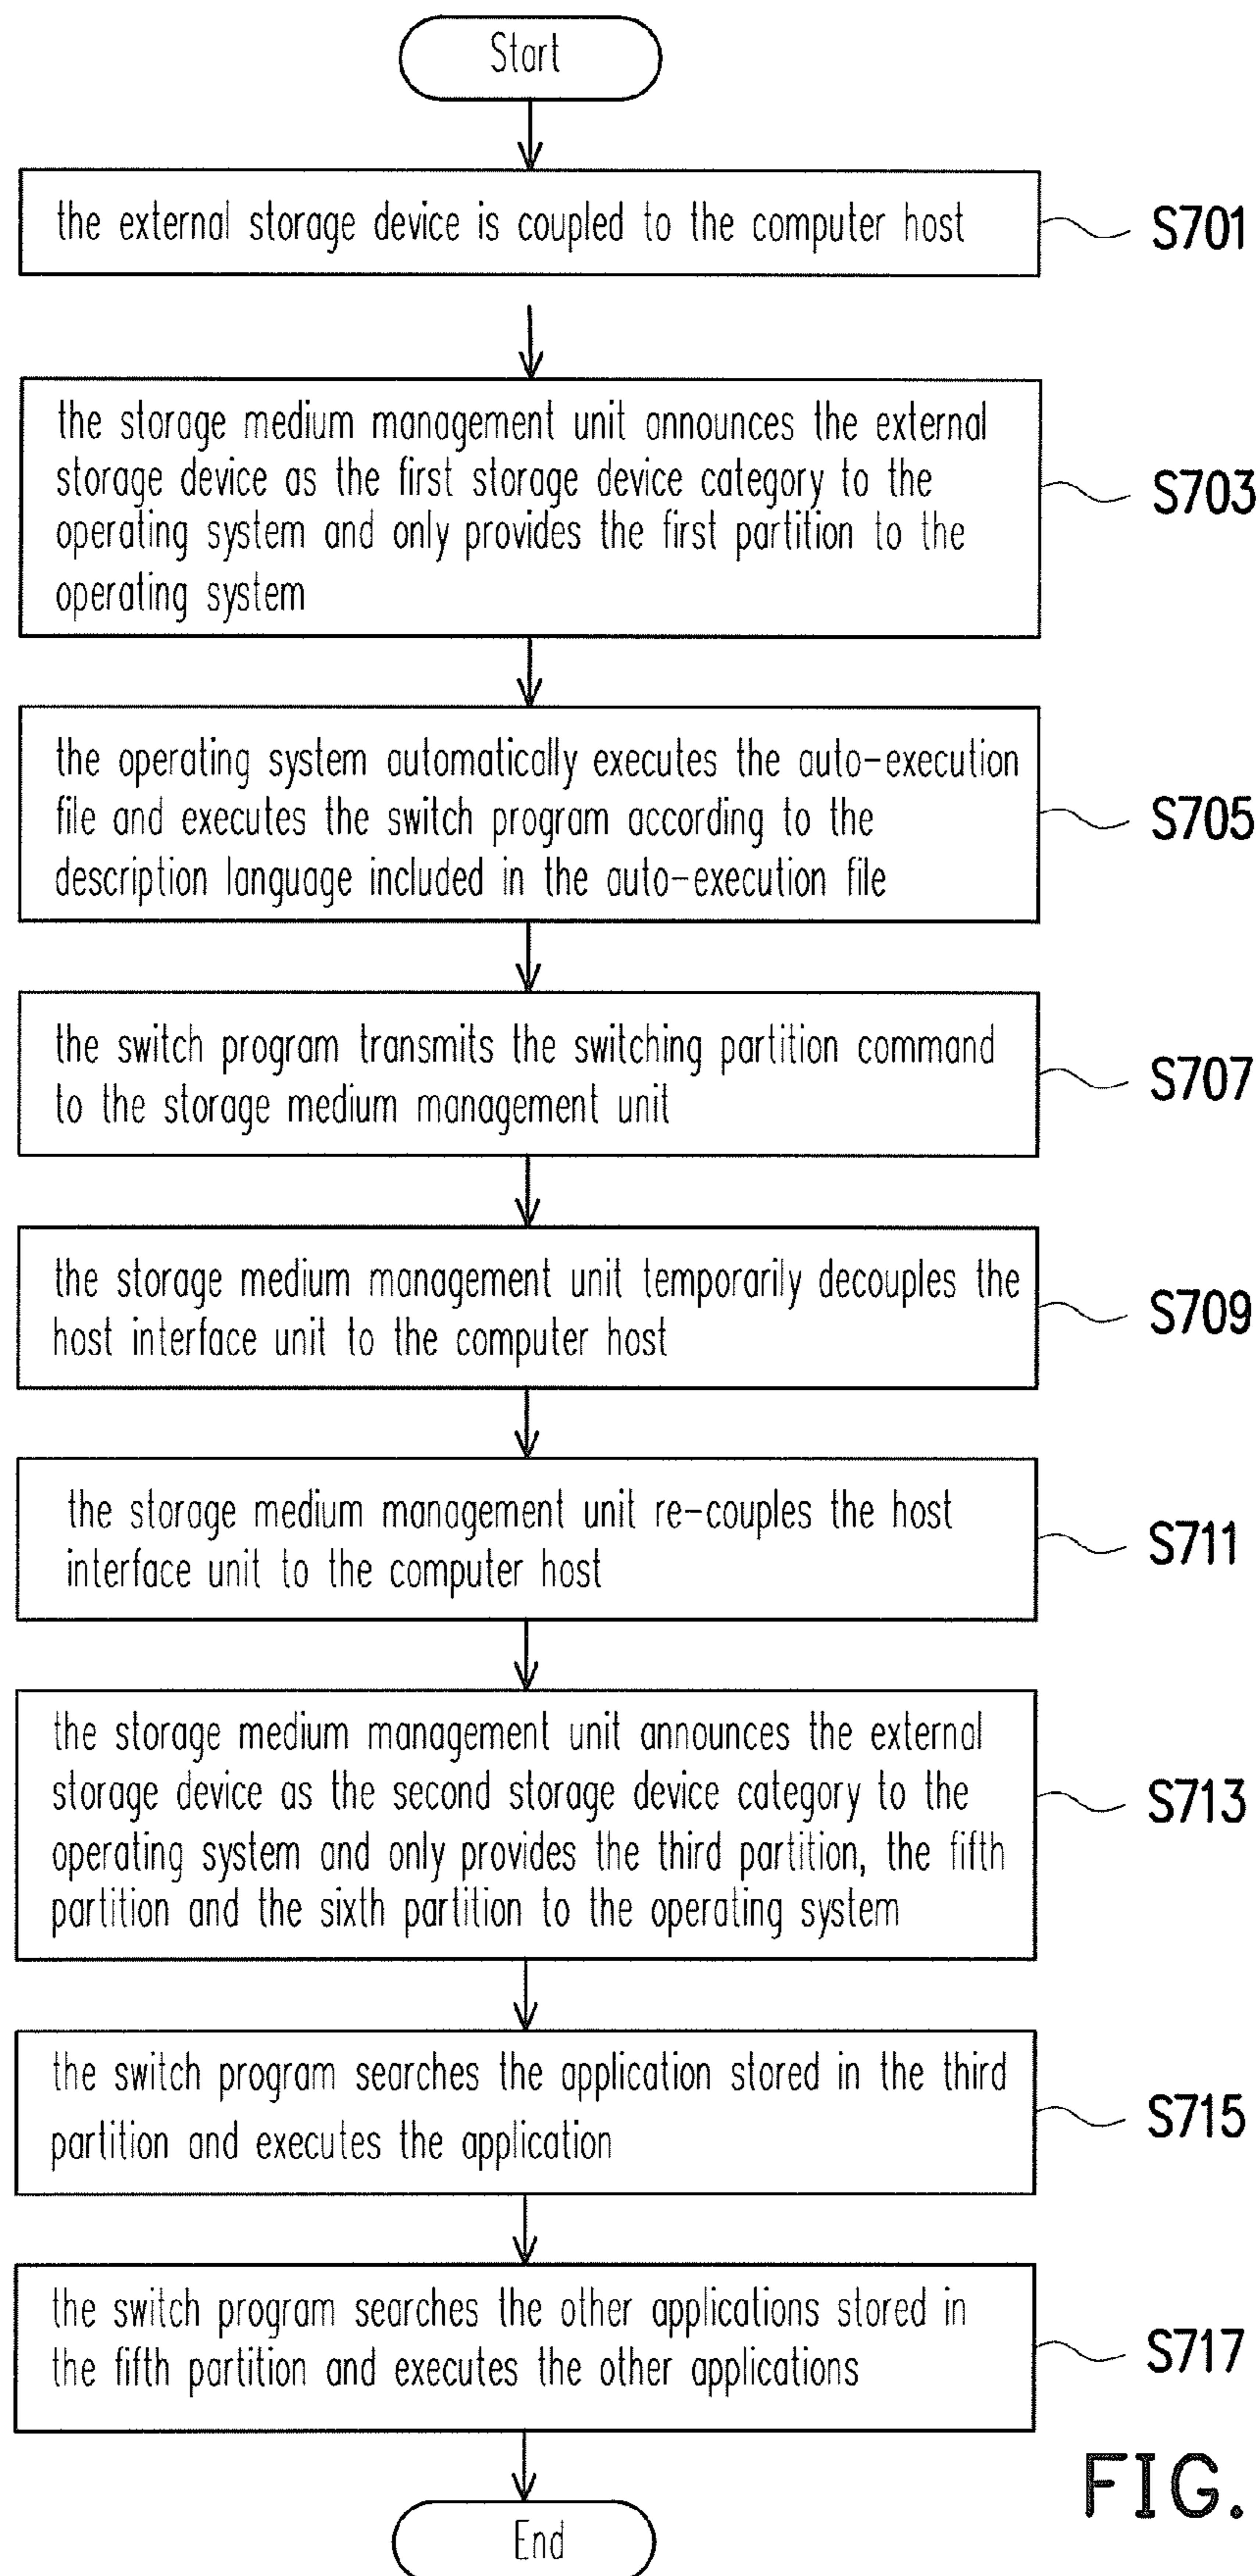 Start
the external storage device is coupled to the computer host
S701
the storage medium management unit announces the external
storage device as the first storage device category to the
operating system and only provides the first partition to the
operating system
S703
the operating system automatically executes the auto-execution
file and executes the switch program according to the
description language included in the auto-execution file
S705
the switch program transmits the switching partition command
to the storage medium management unit
S707
the storage medium management unit temporarily decouples the
host interface unit to the computer host
S709
the storage medium management unit re-couples the host
interface unit to the computer host
S711
the storage medium management unit announces the external
storage device as the second storage device category to the
operating system and only provides the third partition, the fifth
partition and the sixth partition to the operating system
S713
the switch program searches the application stored in the third
partition and executes the application
S715
the switch program searches the other applications stored in
the fifth partition and executes the other applications
S717
End
FIG.